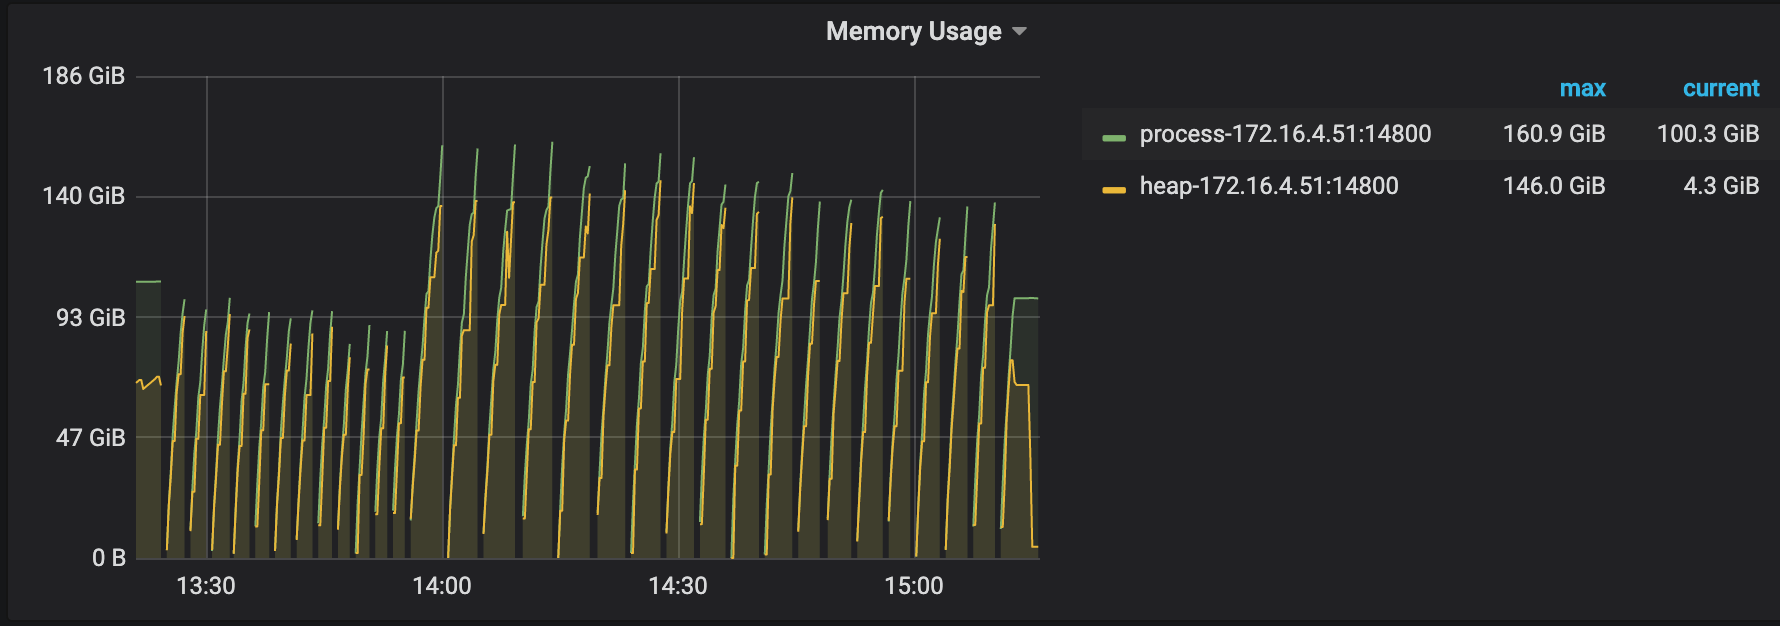 Memory Usage
186 GiB
140 GiB
93 GiB
47 GiB
0 B
13:30 14:00 14:30 15:00
max current
process-172.16.4.51:14800 160.9 GiB 100.3 GiB
heap-172.16.4.51:14800 146.0 GiB 4.3 GiB